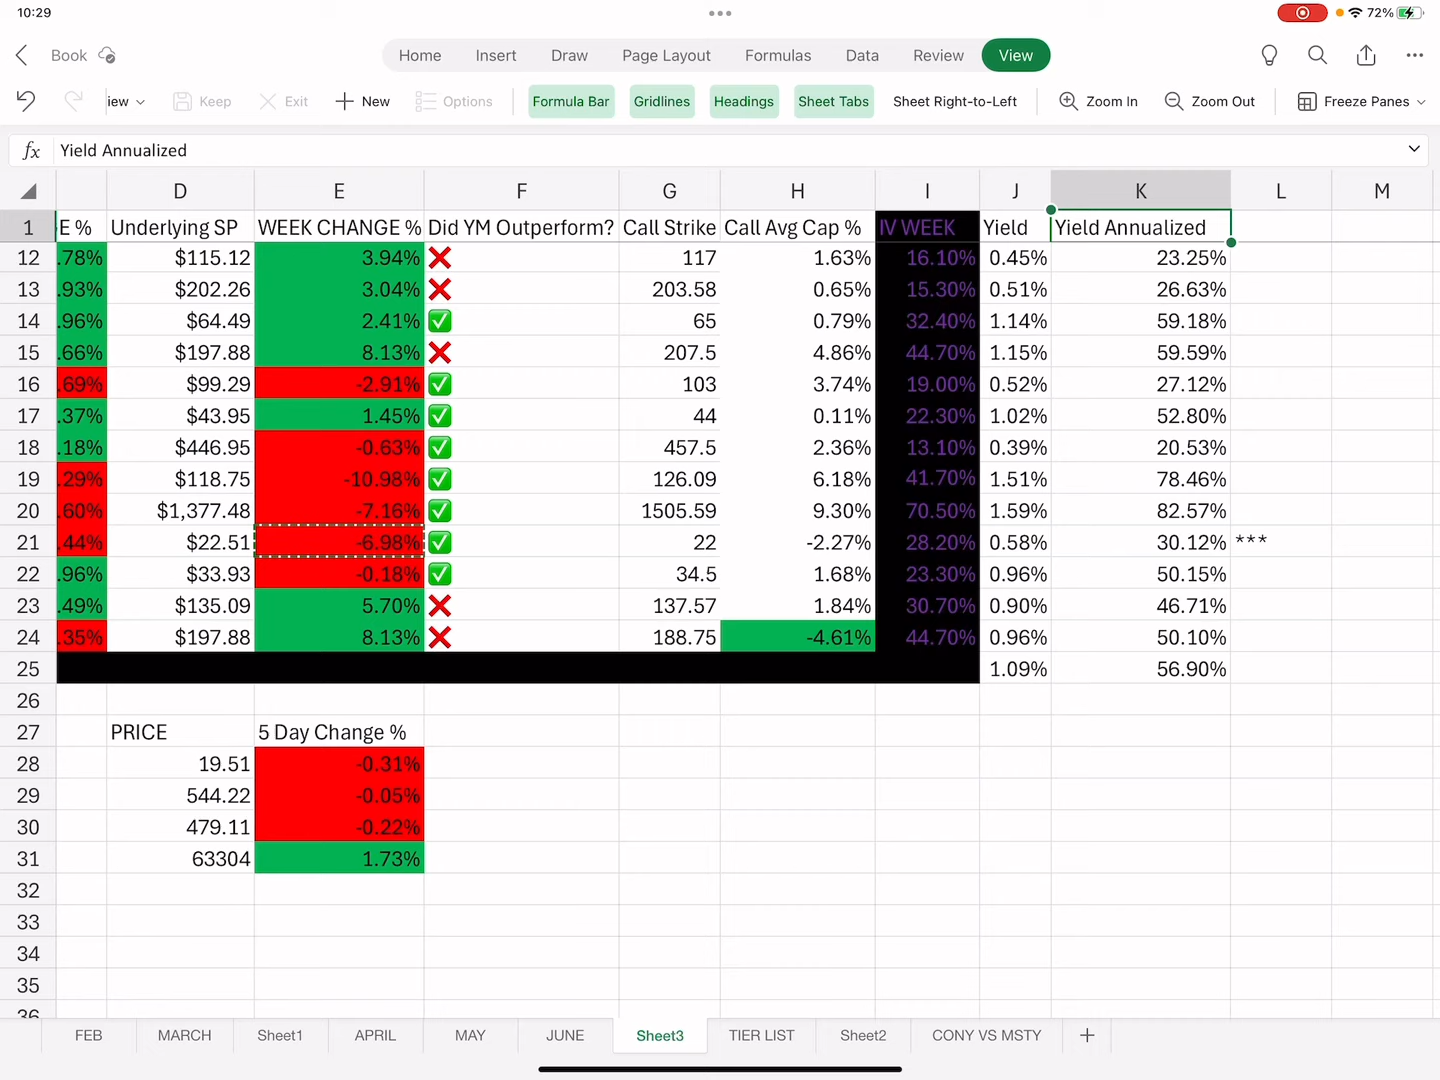 10:29
72%
Book
Home Insert Draw Page Layout Formulas Data Review View
iew Keep Exit New Options Formula Bar Gridlines Headings Sheet Tabs Sheet Right-to-Left Zoom In Zoom Out Freeze Panes
fx Yield Annualized
D E F G H I J K L M
1 E % Underlying SP WEEK CHANGE % Did YM Outperform? Call Strike Call Avg Cap % IV WEEK Yield Yield Annualized
12 .78% $115.12 3.94% ❌ 117 1.63% 16.10% 0.45% 23.25%
13 .93% $202.26 3.04% ❌ 203.58 0.65% 15.30% 0.51% 26.63%
14 .96% $64.49 2.41% ✅ 65 0.79% 32.40% 1.14% 59.18%
15 .66% $197.88 8.13% ❌ 207.5 4.86% 44.70% 1.15% 59.59%
16 .69% $99.29 -2.91% ✅ 103 3.74% 19.00% 0.52% 27.12%
17 .37% $43.95 1.45% ✅ 44 0.11% 22.30% 1.02% 52.80%
18 .18% $446.95 -0.63% ✅ 457.5 2.36% 13.10% 0.39% 20.53%
19 .29% $118.75 -10.98% ✅ 126.09 6.18% 41.70% 1.51% 78.46%
20 .60% $1,377.48 -7.16% ✅ 1505.59 9.30% 70.50% 1.59% 82.57%
21 .44% $22.51 -6.98% ✅ 22 -2.27% 28.20% 0.58% 30.12% ***
22 .96% $33.93 -0.18% ✅ 34.5 1.68% 23.30% 0.96% 50.15%
23 .49% $135.09 5.70% ❌ 137.57 1.84% 30.70% 0.90% 46.71%
24 .35% $197.88 8.13% ❌ 188.75 -4.61% 44.70% 0.96% 50.10%
25 1.09% 56.90%
26
27 PRICE 5 Day Change %
28 19.51 -0.31%
29 544.22 -0.05%
30 479.11 -0.22%
31 63304 1.73%
32
33
34
35
36
FEB MARCH Sheet1 APRIL MAY JUNE Sheet3 TIER LIST Sheet2 CONY VS MSTY